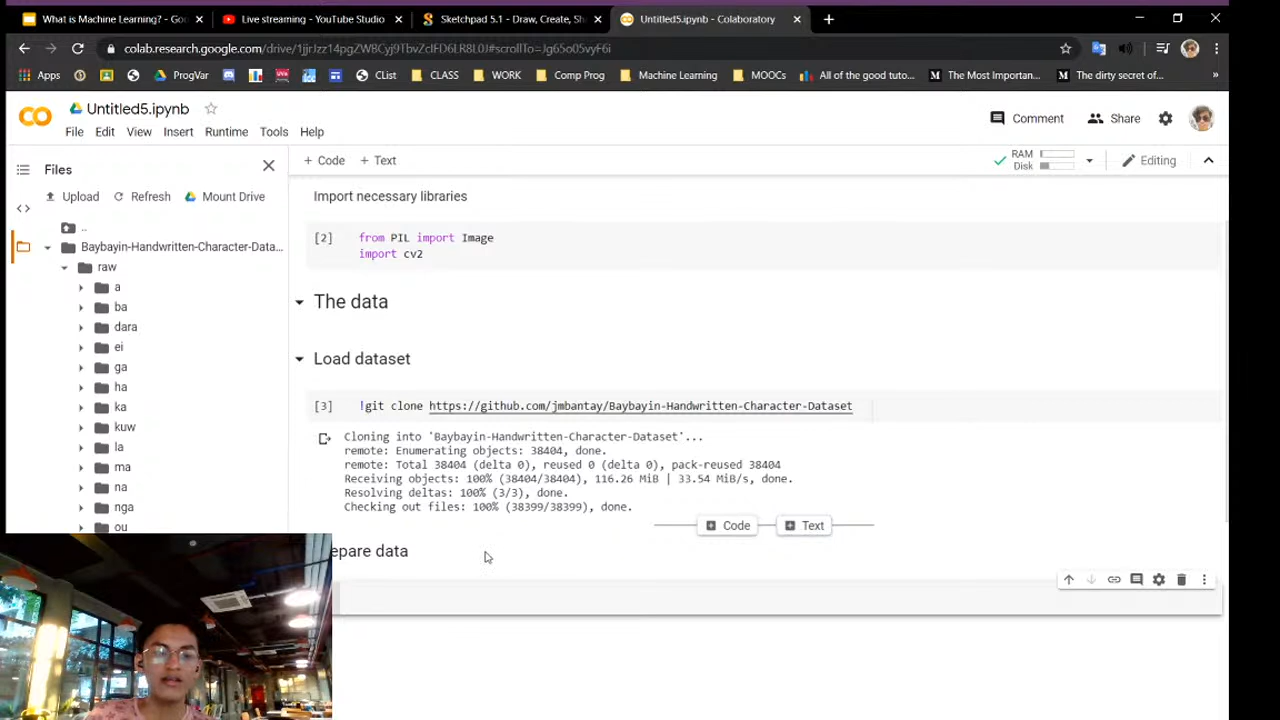 What is Machine Learning? - Goo
Live streaming - YouTube Studio
Sketchpad 5.1 - Draw, Create, Sh
Untitled5.ipynb - Colaboratory
Apps
ProgVar
CList
CLASS
WORK
Comp Prog
Machine Learning
MOOCs
All of the good tuto...
The Most Importan...
The dirty secret of...
»
CO
Untitled5.ipynb
File Edit View Insert Runtime Tools Help
Comment
Share
Files
+ Code + Text
RAM
Disk
Editing
Upload Refresh Mount Drive
..
Baybayin-Handwritten-Character-Data...
raw
a
ba
dara
ei
ga
ha
ka
kuw
la
ma
na
nga
ou
Import necessary libraries
[2] from PIL import Image
import cv2
The data
Load dataset
[3] !git clone https://github.com/jmbantay/Baybayin-Handwritten-Character-Dataset
Cloning into 'Baybayin-Handwritten-Character-Dataset'...
remote: Enumerating objects: 38404, done.
remote: Total 38404 (delta 0), reused 0 (delta 0), pack-reused 38404
Receiving objects: 100% (38404/38404), 116.26 MiB | 33.54 MiB/s, done.
Resolving deltas: 100% (3/3), done.
Checking out files: 100% (38399/38399), done.
Code Text
epare data